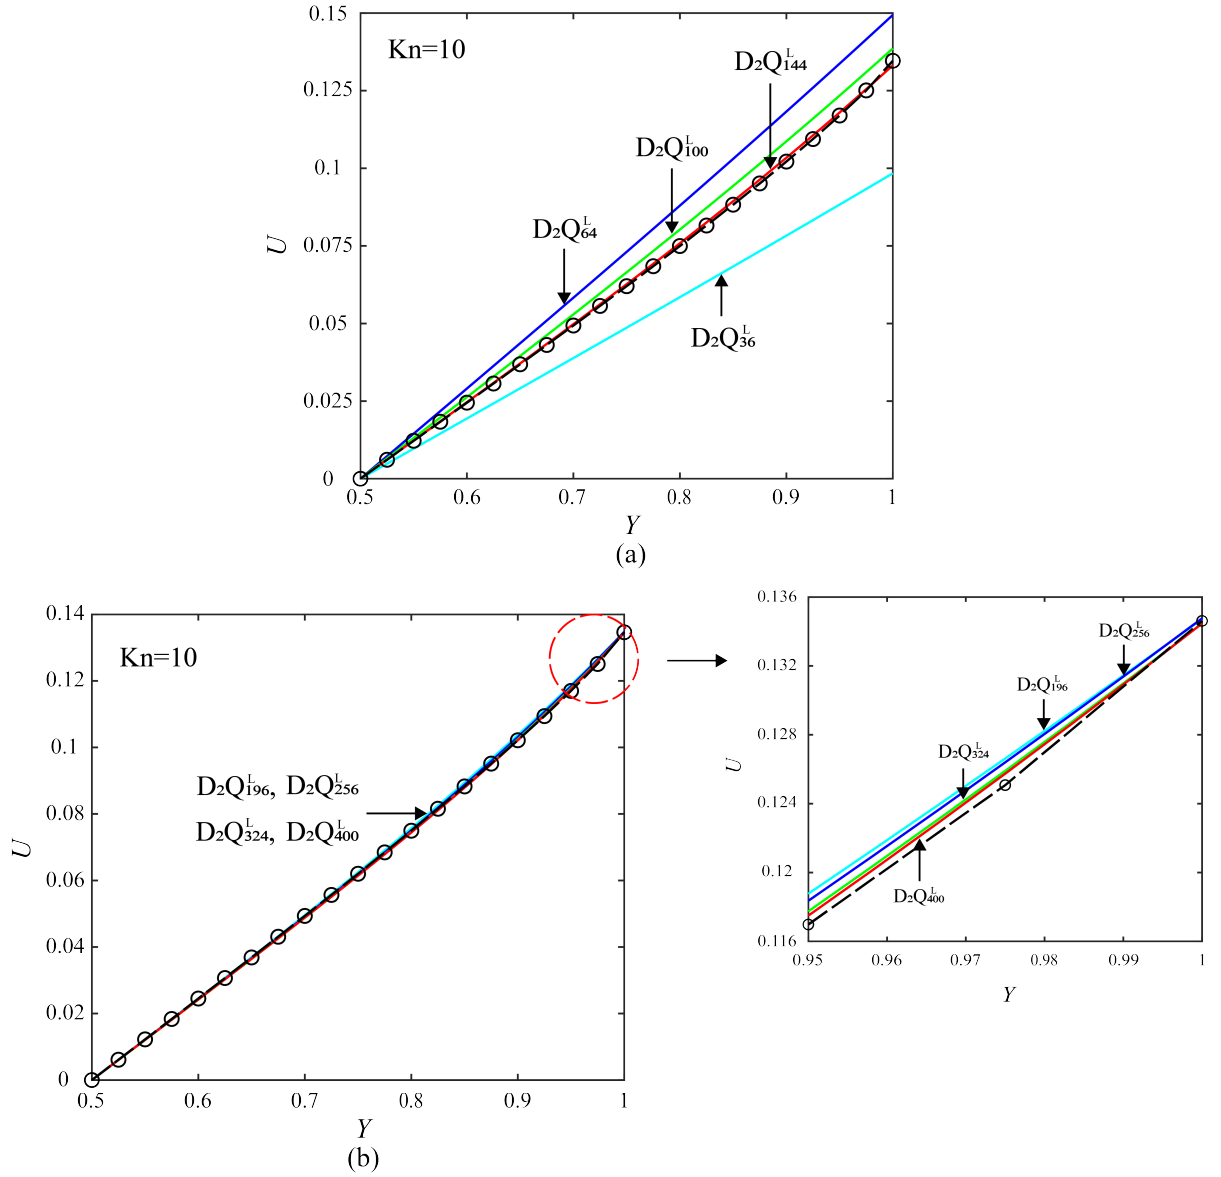 0.15
0.125
0.1
0.075
0.05
0.025
0
U
Kn=10
D₂Q₁₄₄ᴸ
D₂Q₁₀₀ᴸ
D₂Q₆₄ᴸ
D₂Q₃₆ᴸ
0.5 0.6 0.7 0.8 0.9 1
Y
(a)
0.14
0.12
0.1
0.08
0.06
0.04
0.02
0
U
Kn=10
D₂Q₁₉₆ᴸ, D₂Q₂₅₆ᴸ
D₂Q₃₂₄ᴸ, D₂Q₄₀₀ᴸ
0.5 0.6 0.7 0.8 0.9 1
Y
(b)
0.136
0.132
0.128
0.124
0.12
0.116
U
D₂Q₂₅₆ᴸ
D₂Q₁₉₆ᴸ
D₂Q₃₂₄ᴸ
D₂Q₄₀₀ᴸ
0.95 0.96 0.97 0.98 0.99 1
Y